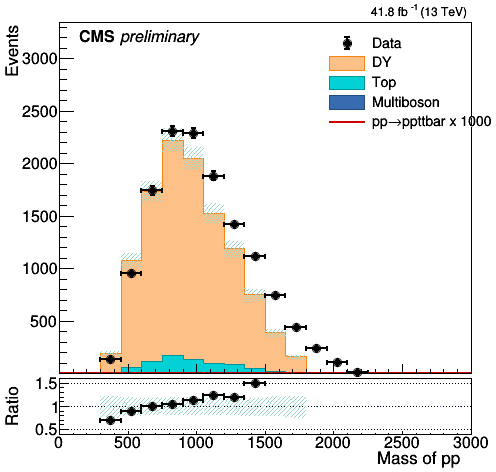 41.8 fb⁻¹ (13 TeV)
CMS preliminary
Events
3000
2500
2000
1500
1000
500
Data
DY
Top
Multiboson
pp→ppttbar x 1000
Ratio
1.5
1
0.5
0 500 1000 1500 2000 2500 3000
Mass of pp